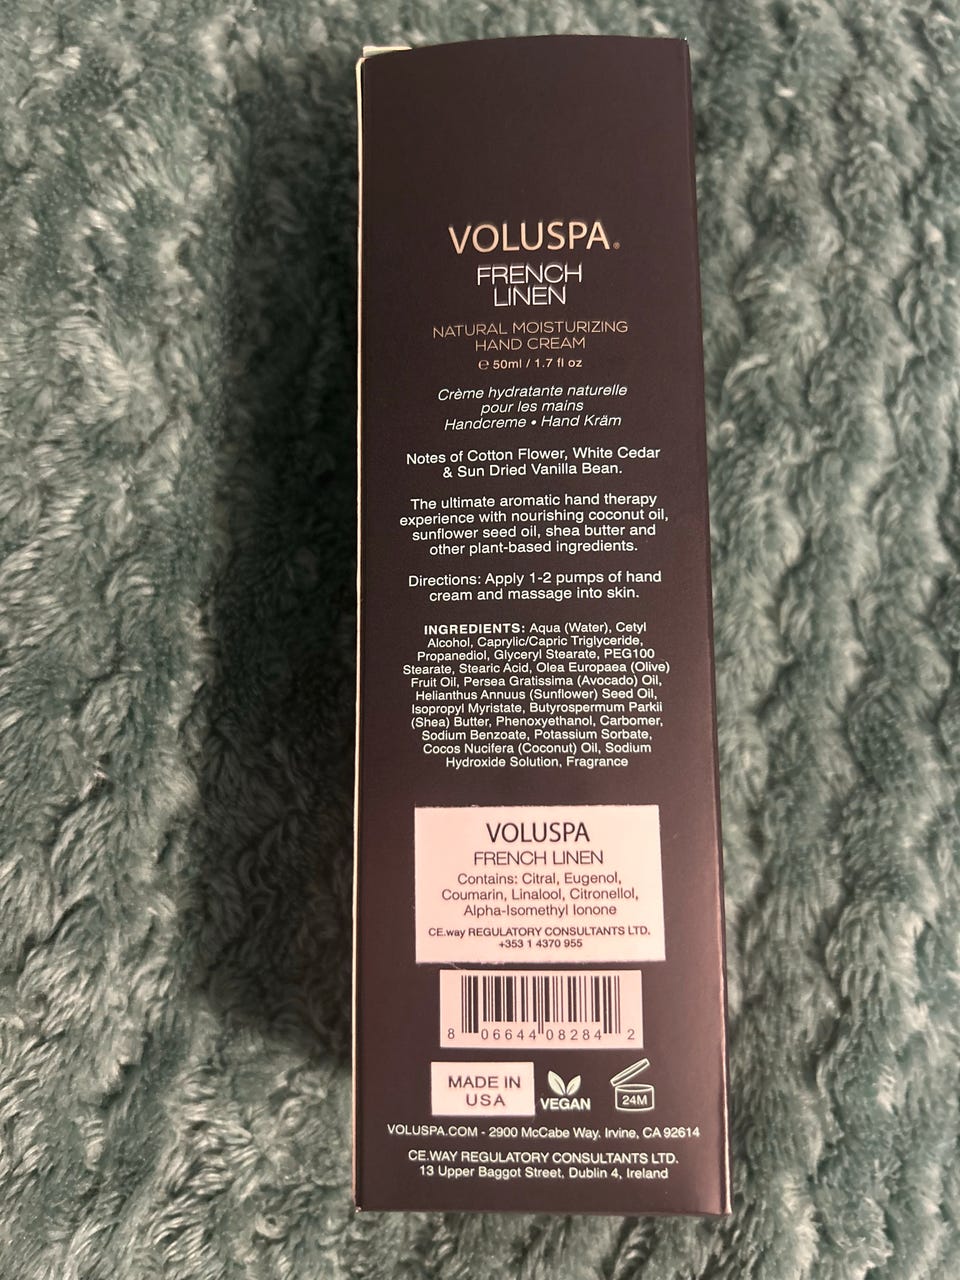 VOLUSPA®
FRENCH
LINEN
NATURAL MOISTURIZING
HAND CREAM
℮ 50ml / 1.7 fl oz
Crème hydratante naturelle
pour les mains
Handcreme • Hand Kräm
Notes of Cotton Flower, White Cedar
& Sun Dried Vanilla Bean.
The ultimate aromatic hand therapy
experience with nourishing coconut oil,
sunflower seed oil, shea butter and
other plant-based ingredients.
Directions: Apply 1-2 pumps of hand
cream and massage into skin.
INGREDIENTS: Aqua (Water), Cetyl
Alcohol, Caprylic/Capric Triglyceride,
Propanediol, Glyceryl Stearate, PEG100
Stearate, Stearic Acid, Olea Europaea (Olive)
Fruit Oil, Persea Gratissima (Avocado) Oil,
Helianthus Annuus (Sunflower) Seed Oil,
Isopropyl Myristate, Butyrospermum Parkii
(Shea) Butter, Phenoxyethanol, Carbomer,
Sodium Benzoate, Potassium Sorbate,
Cocos Nucifera (Coconut) Oil, Sodium
Hydroxide Solution, Fragrance
VOLUSPA
FRENCH LINEN
Contains: Citral, Eugenol,
Coumarin, Linalool, Citronellol,
Alpha-Isomethyl Ionone
CE.way REGULATORY CONSULTANTS LTD.
+353 1 4370 955
8 06644 08284 2
MADE IN
USA
VEGAN
24M
VOLUSPA.COM - 2900 McCabe Way. Irvine, CA 92614
CE.WAY REGULATORY CONSULTANTS LTD.
13 Upper Baggot Street, Dublin 4, Ireland